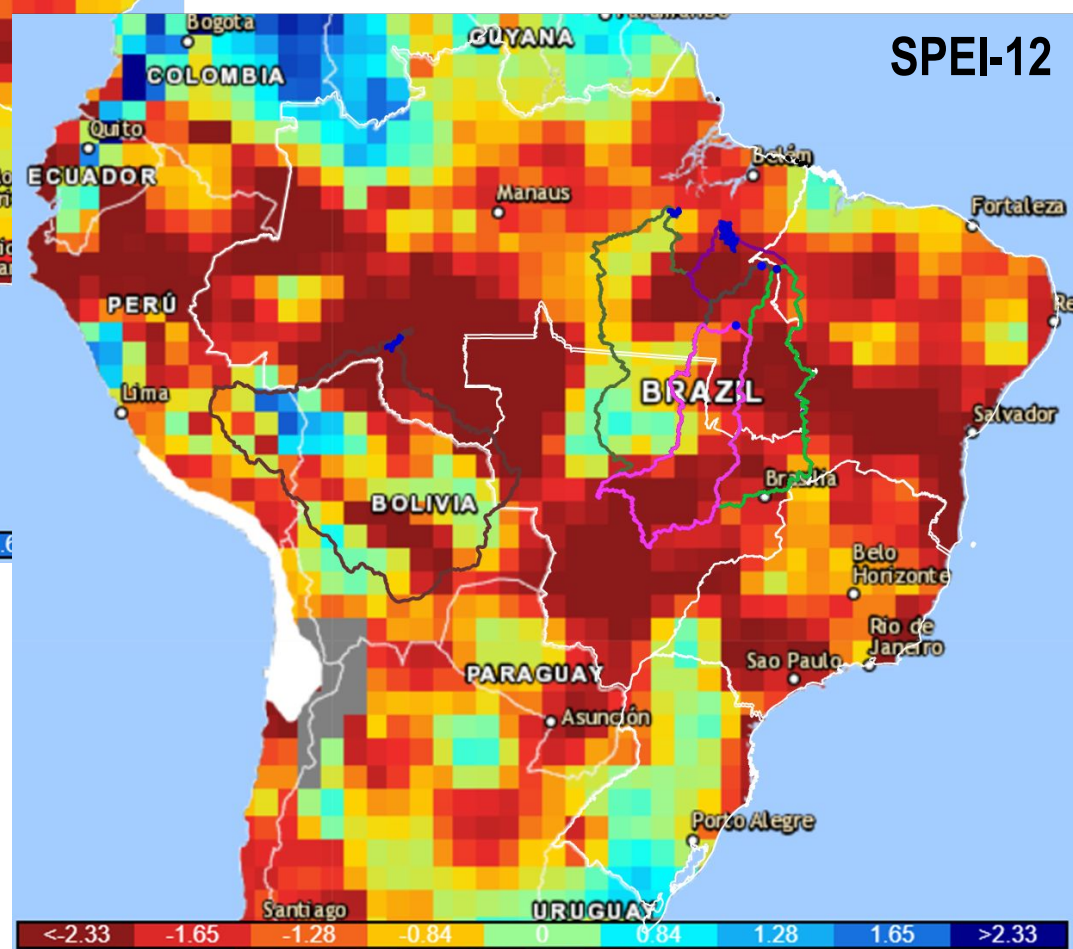 SPEI-12
Bogota
GUYANA
COLOMBIA
Quito
ECUADOR
Belém
Manaus
Fortaleza
PERÚ
Lima
BRAZIL
Salvador
Brasilia
BOLIVIA
Belo
Horizonte
Rio de
Janeiro
Sao Paulo
PARAGUAY
Asunción
Porto Alegre
Santiago
URUGUAY
<-2.33 -1.65 -1.28 -0.84 0 0.84 1.28 1.65 >2.33